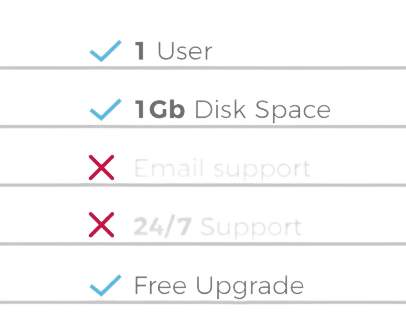 1 User
1Gb Disk Space
Email support
24/7 Support
Free Upgrade